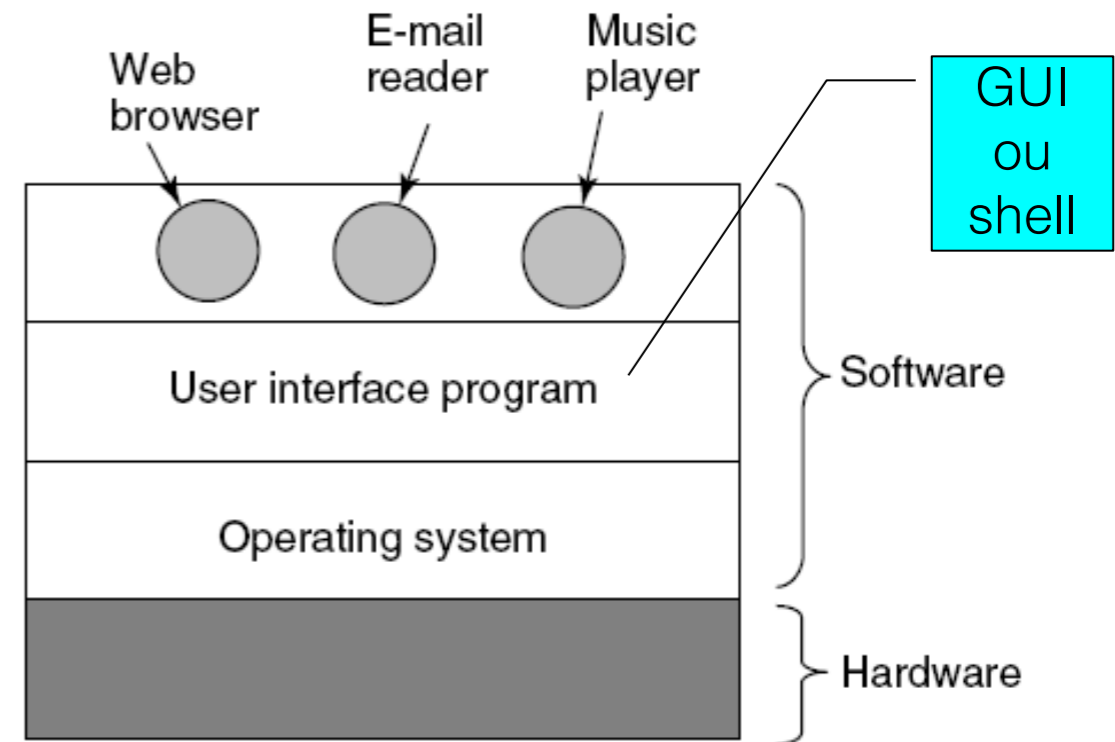 Web
browser
E-mail
reader
Music
player
GUI
ou
shell
User interface program
Software
Operating system
Hardware